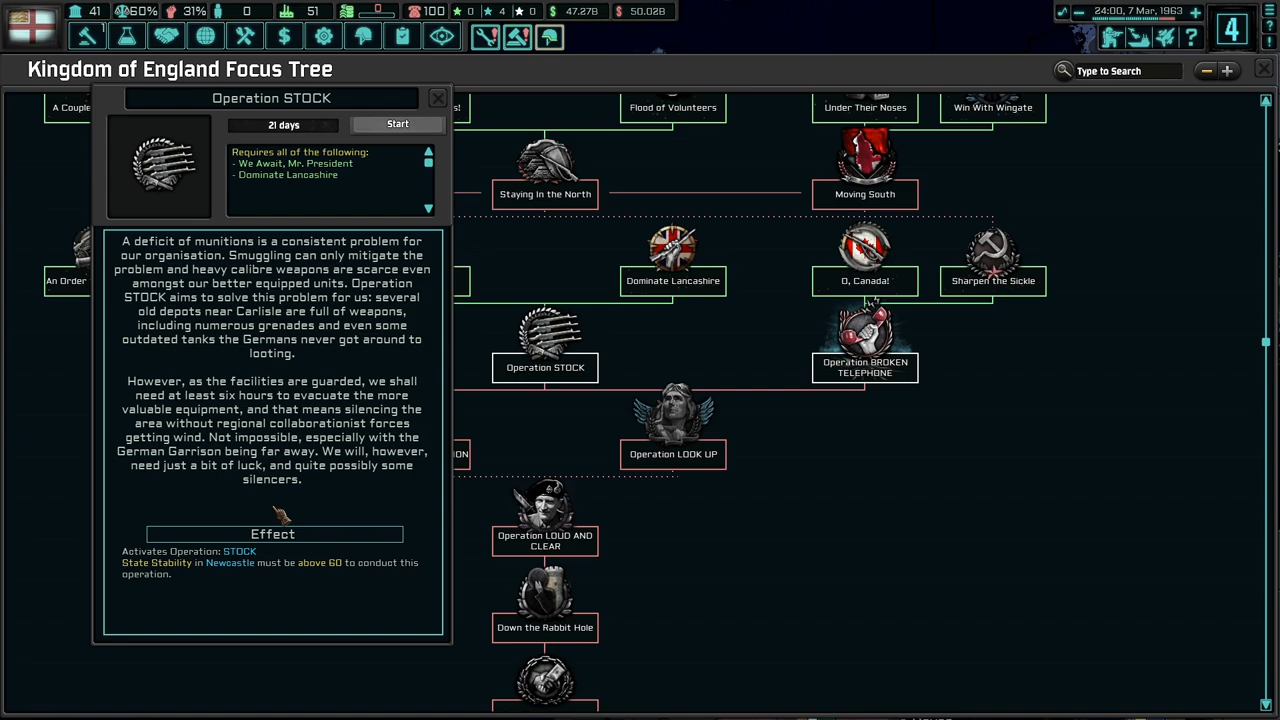 41 60% 31% 0 51 0 100 0 4 0 $ 47.27B $ 50.02B
24:00, 7 Mar, 1963
4
Kingdom of England Focus Tree
Type to Search
Operation STOCK
21 days
Start
Requires all of the following:
- We Await, Mr. President
- Dominate Lancashire
A deficit of munitions is a consistent problem for
our organisation. Smuggling can only mitigate the
problem and heavy calibre weapons are scarce even
amongst our better equipped units. Operation
STOCK aims to solve this problem for us: several
old depots near Carlisle are full of weapons,
including numerous grenades and even some
outdated tanks the Germans never got around to
looting.
However, as the facilities are guarded, we shall
need at least six hours to evacuate the more
valuable equipment, and that means silencing the
area without regional collaborationist forces
getting wind. Not impossible, especially with the
German Garrison being far away. We will, however,
need just a bit of luck, and quite possibly some
silencers.
Effect
Activates Operation: STOCK
State Stability in Newcastle must be above 60 to conduct this
operation.
A Couple
s!
Flood of Volunteers
Under Their Noses
Win With Wingate
Staying In the North
Moving South
An Order
Dominate Lancashire
O, Canada!
Sharpen the Sickle
Operation STOCK
Operation BROKEN
TELEPHONE
ION
Operation LOOK UP
Operation LOUD AND
CLEAR
Down the Rabbit Hole